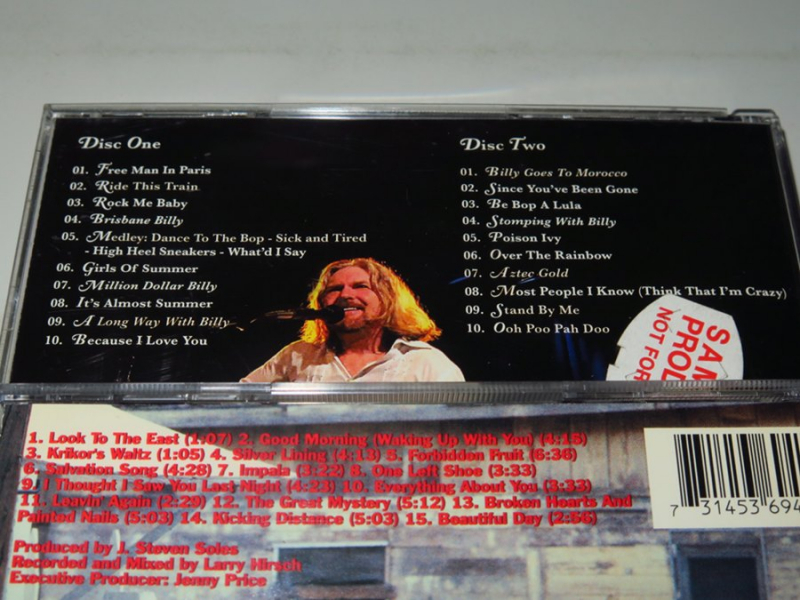 Disc One
01. Free Man In Paris
02. Ride This Train
03. Rock Me Baby
04. Brisbane Billy
05. Medley: Dance To The Bop - Sick and Tired
- High Heel Sneakers - What'd I Say
06. Girls Of Summer
07. Million Dollar Billy
08. It's Almost Summer
09. A Long Way With Billy
10. Because I Love You
Disc Two
01. Billy Goes To Morocco
02. Since You've Been Gone
03. Be Bop A Lula
04. Stomping With Billy
05. Poison Ivy
06. Over The Rainbow
07. Aztec Gold
08. Most People I Know (Think That I'm Crazy)
09. Stand By Me
10. Ooh Poo Pah Doo
SAM
PROD
NOT FOR
1. Look To The East (1:07) 2. Good Morning (Waking Up With You) (4:15)
3. Krikor's Waltz (1:05) 4. Silver Lining (4:13) 5. Forbidden Fruit (6:36)
6. Salvation Song (4:28) 7. Impala (3:22) 8. One Left Shoe (3:33)
9. I Thought I Saw You Last Night (4:23) 10. Everything About You (3:33)
11. Leavin' Again (2:29) 12. The Great Mystery (5:12) 13. Broken Hearts And
Painted Nails (5:03) 14. Kicking Distance (5:03) 15. Beautiful Day (2:56)
Produced by J. Steven Soles
Recorded and Mixed by Larry Hirsch
Executive Producer: Jenny Price
7 31453 694